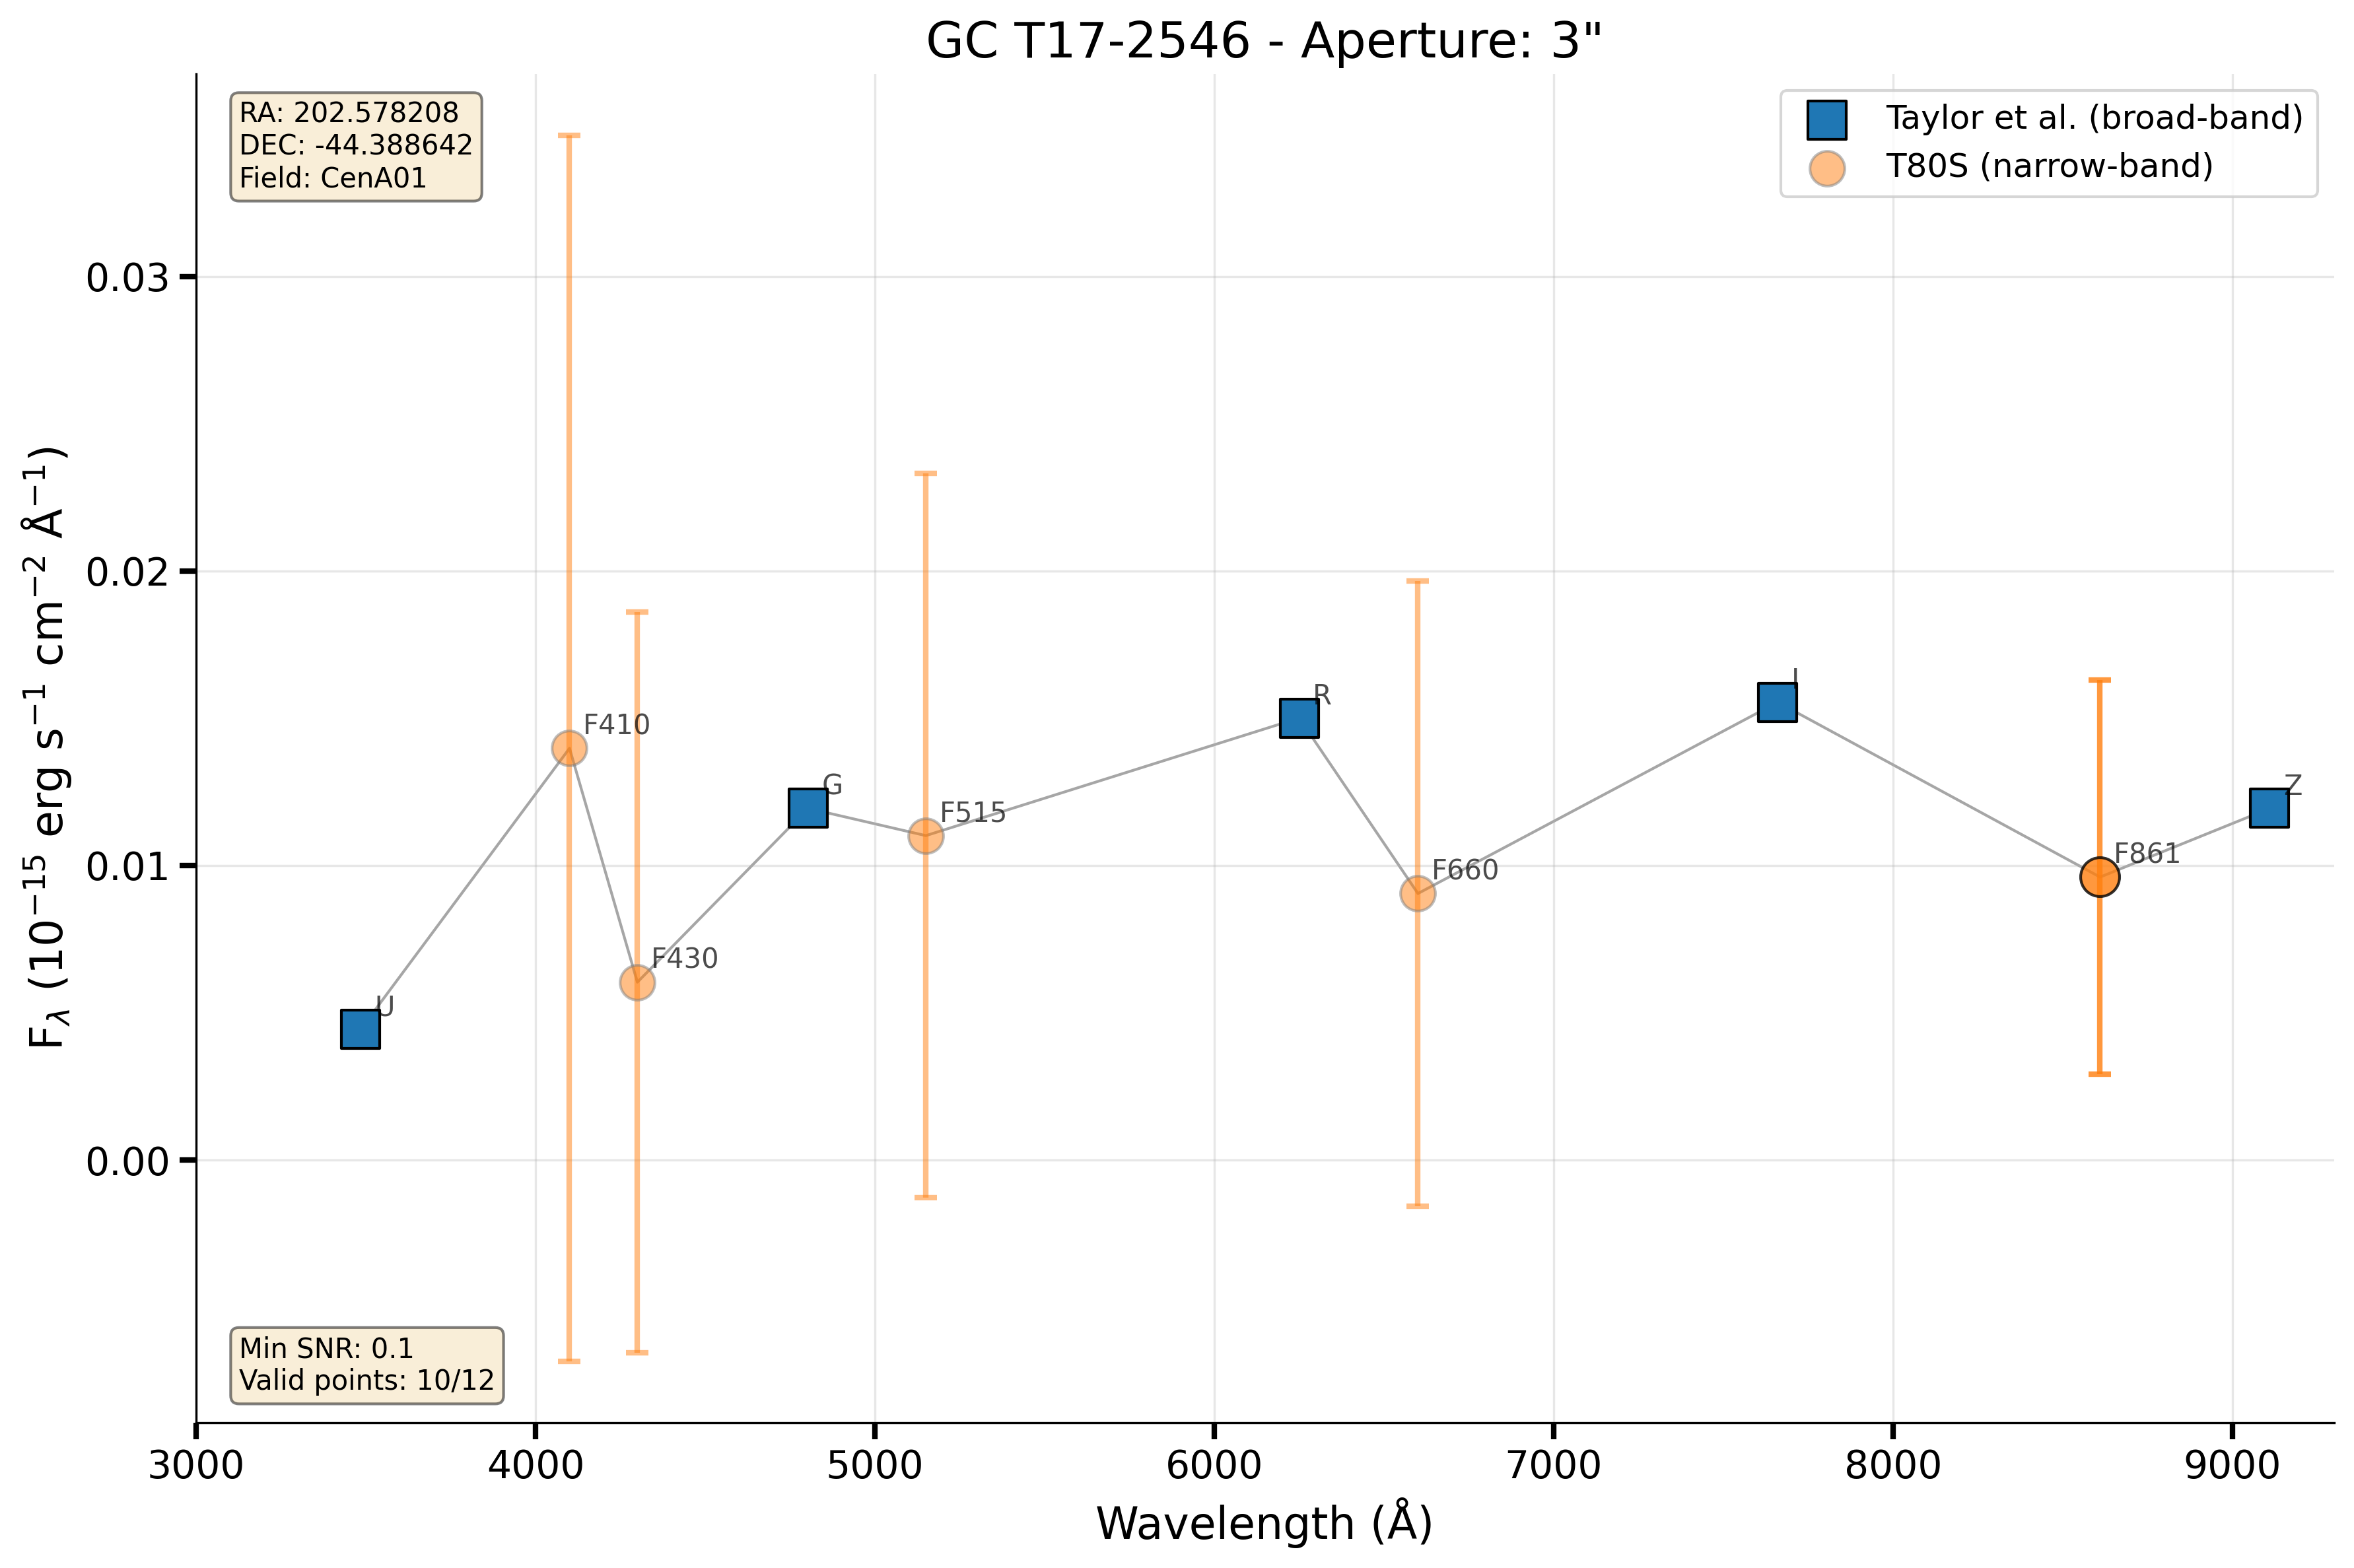 GC T17-2546 - Aperture: 3"
RA: 202.578208
DEC: -44.388642
Field: CenA01
Taylor et al. (broad-band)
T80S (narrow-band)
0.03
0.02
0.01
0.00
F_λ (10⁻¹⁵ erg s⁻¹ cm⁻² Å⁻¹)
U
F410
F430
G
F515
R
F660
I
F861
Z
Min SNR: 0.1
Valid points: 10/12
3000 4000 5000 6000 7000 8000 9000
Wavelength (Å)